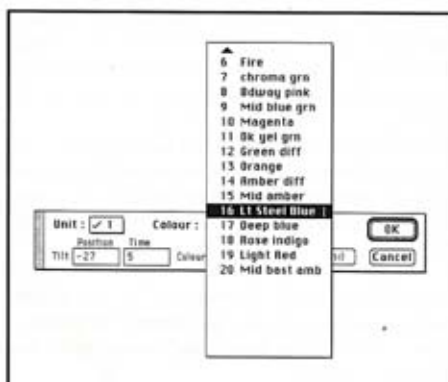 6 Fire
7 chroma grn
8 Bdway pink
9 Mid blue grn
10 Magenta
11 Dk yel grn
12 Green diff
13 Orange
14 Amber diff
15 Mid amber
16 Lt Steel Blue
17 Deep blue
18 Rose indigo
19 Light Red
20 Mid bast amb
Unit : ✓ 1 Colour : OK
Position Time
Tilt -27 5 Colour Cancel